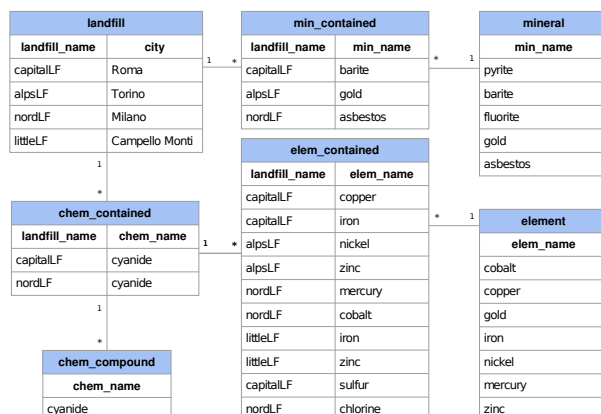 landfill
landfill_name city
capitalLF Roma
alpsLF Torino
nordLF Milano
littleLF Campello Monti
1 *
min_contained
landfill_name min_name
capitalLF barite
alpsLF gold
nordLF asbestos
* 1
mineral
min_name
pyrite
barite
fluorite
gold
asbestos
1
*
chem_contained
landfill_name chem_name
capitalLF cyanide
nordLF cyanide
1 *
elem_contained
landfill_name elem_name
capitalLF copper
capitalLF iron
alpsLF nickel
alpsLF zinc
nordLF mercury
nordLF cobalt
littleLF iron
littleLF zinc
capitalLF sulfur
nordLF chlorine
* 1
element
elem_name
cobalt
copper
gold
iron
nickel
mercury
zinc
1
*
chem_compound
chem_name
cyanide